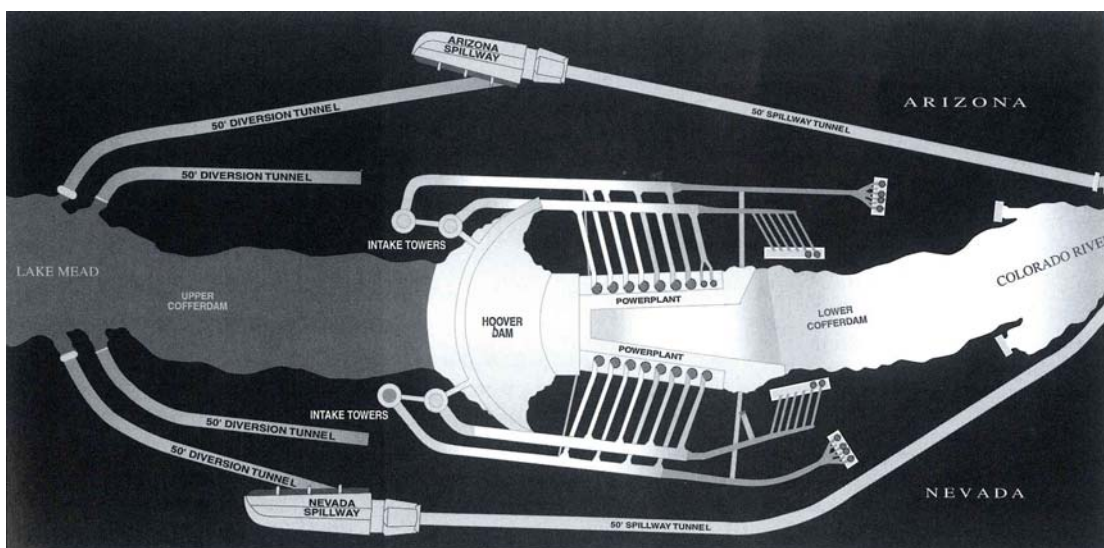 ARIZONA
SPILLWAY
50' DIVERSION TUNNEL
50' SPILLWAY TUNNEL
ARIZONA
50' DIVERSION TUNNEL
INTAKE TOWERS
LAKE MEAD
UPPER
COFFERDAM
HOOVER
DAM
POWERPLANT
POWERPLANT
LOWER
COFFERDAM
COLORADO RIVER
INTAKE TOWERS
50' DIVERSION TUNNEL
50' DIVERSION TUNNEL
NEVADA
SPILLWAY
50' SPILLWAY TUNNEL
NEVADA